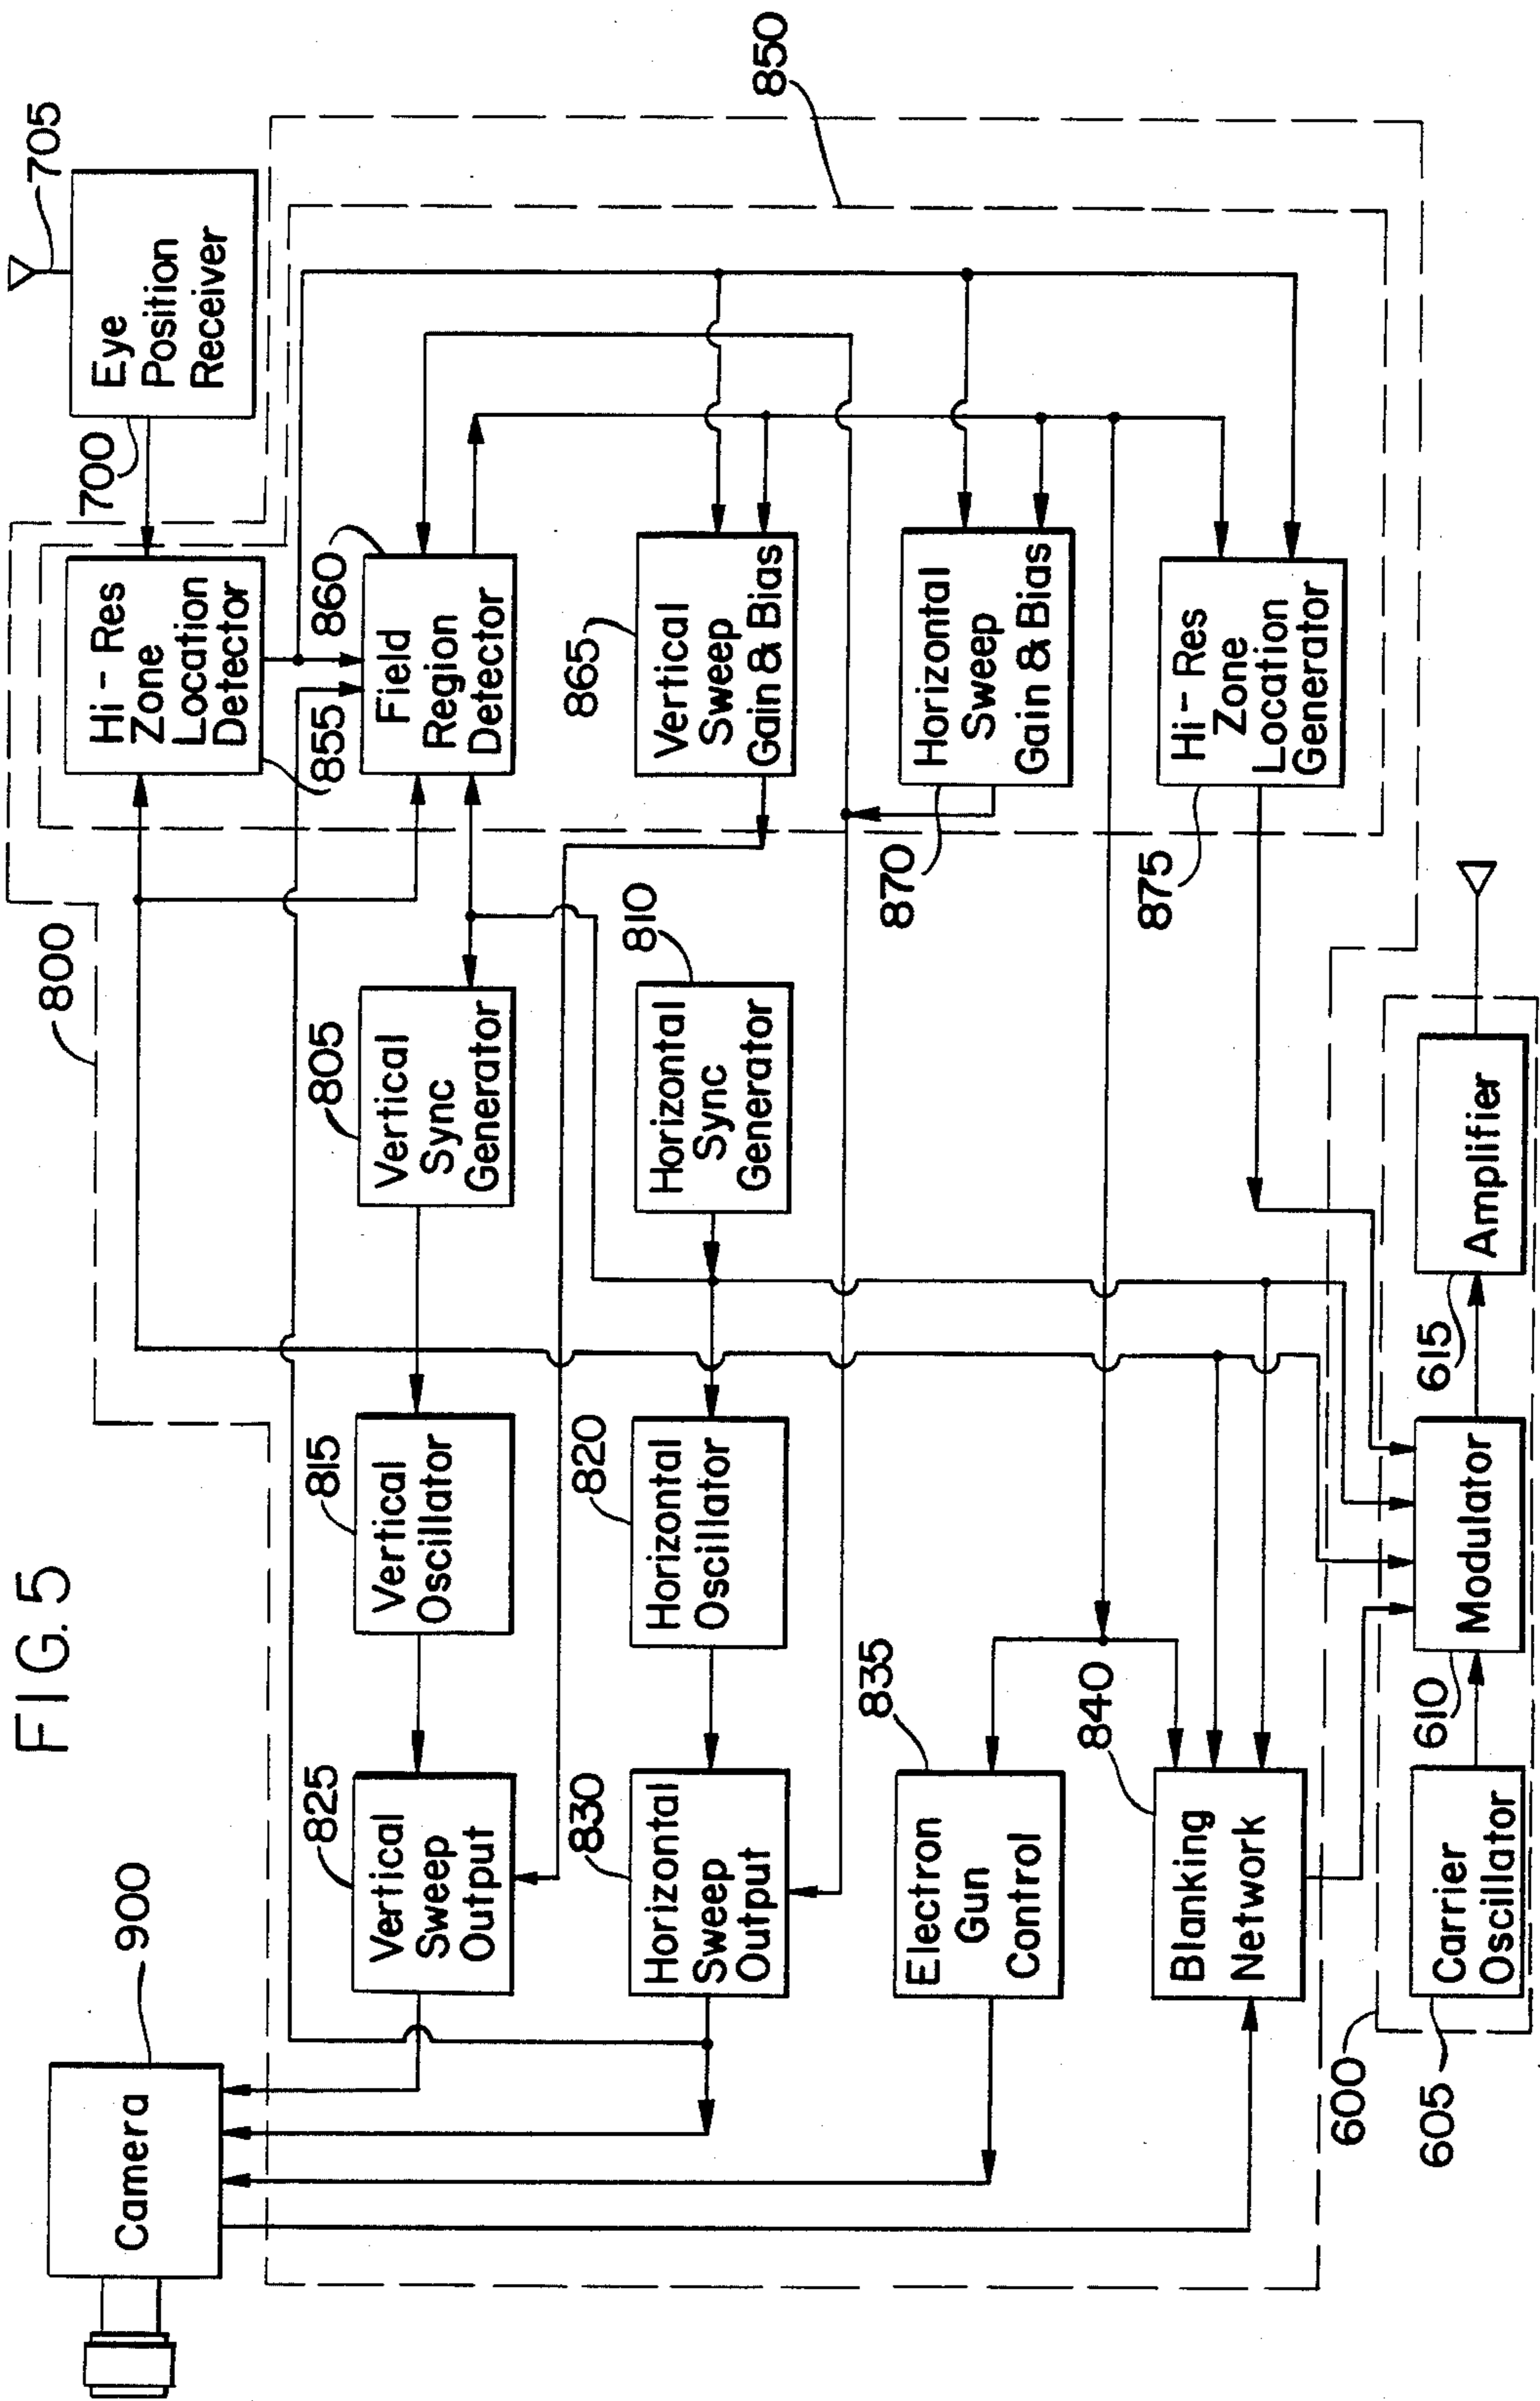 FIG. 5
Camera
900
Vertical
Sweep
Output
825
Vertical
Oscillator
815
Vertical
Sync
Generator
805
800
Hi-Res
Zone
Location
Detector
855
Eye
Position
Receiver
700
705
Field
Region
Detector
860
850
Horizontal
Sweep
Output
830
Horizontal
Oscillator
820
Horizontal
Sync
Generator
810
Vertical
Sweep
Gain & Bias
865
Electron
Gun
Control
835
Horizontal
Sweep
Gain & Bias
870
Blanking
Network
840
Hi-Res
Zone
Location
Generator
875
600
Carrier
Oscillator
605
Modulator
610
Amplifier
615